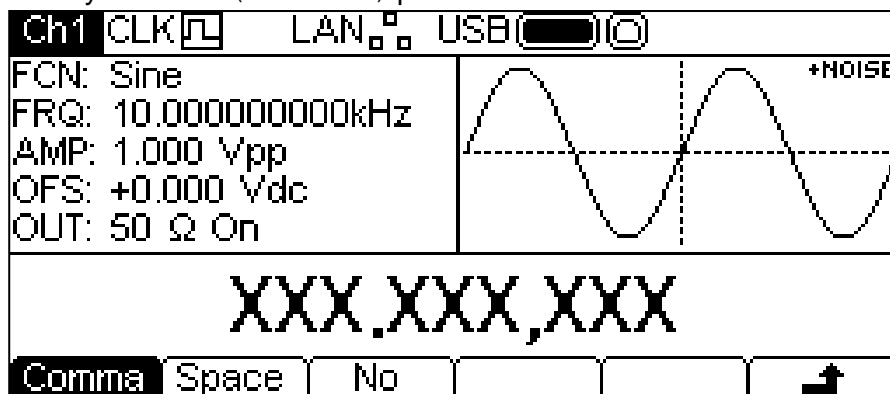 Ch1 CLK LAN USB
FCN: Sine
FRQ: 10.000000000kHz
AMP: 1.000 Vpp
OFS: +0.000 Vdc
OUT: 50 Ω On
+NOISE
XXX.XXX,XXX
Comma Space No